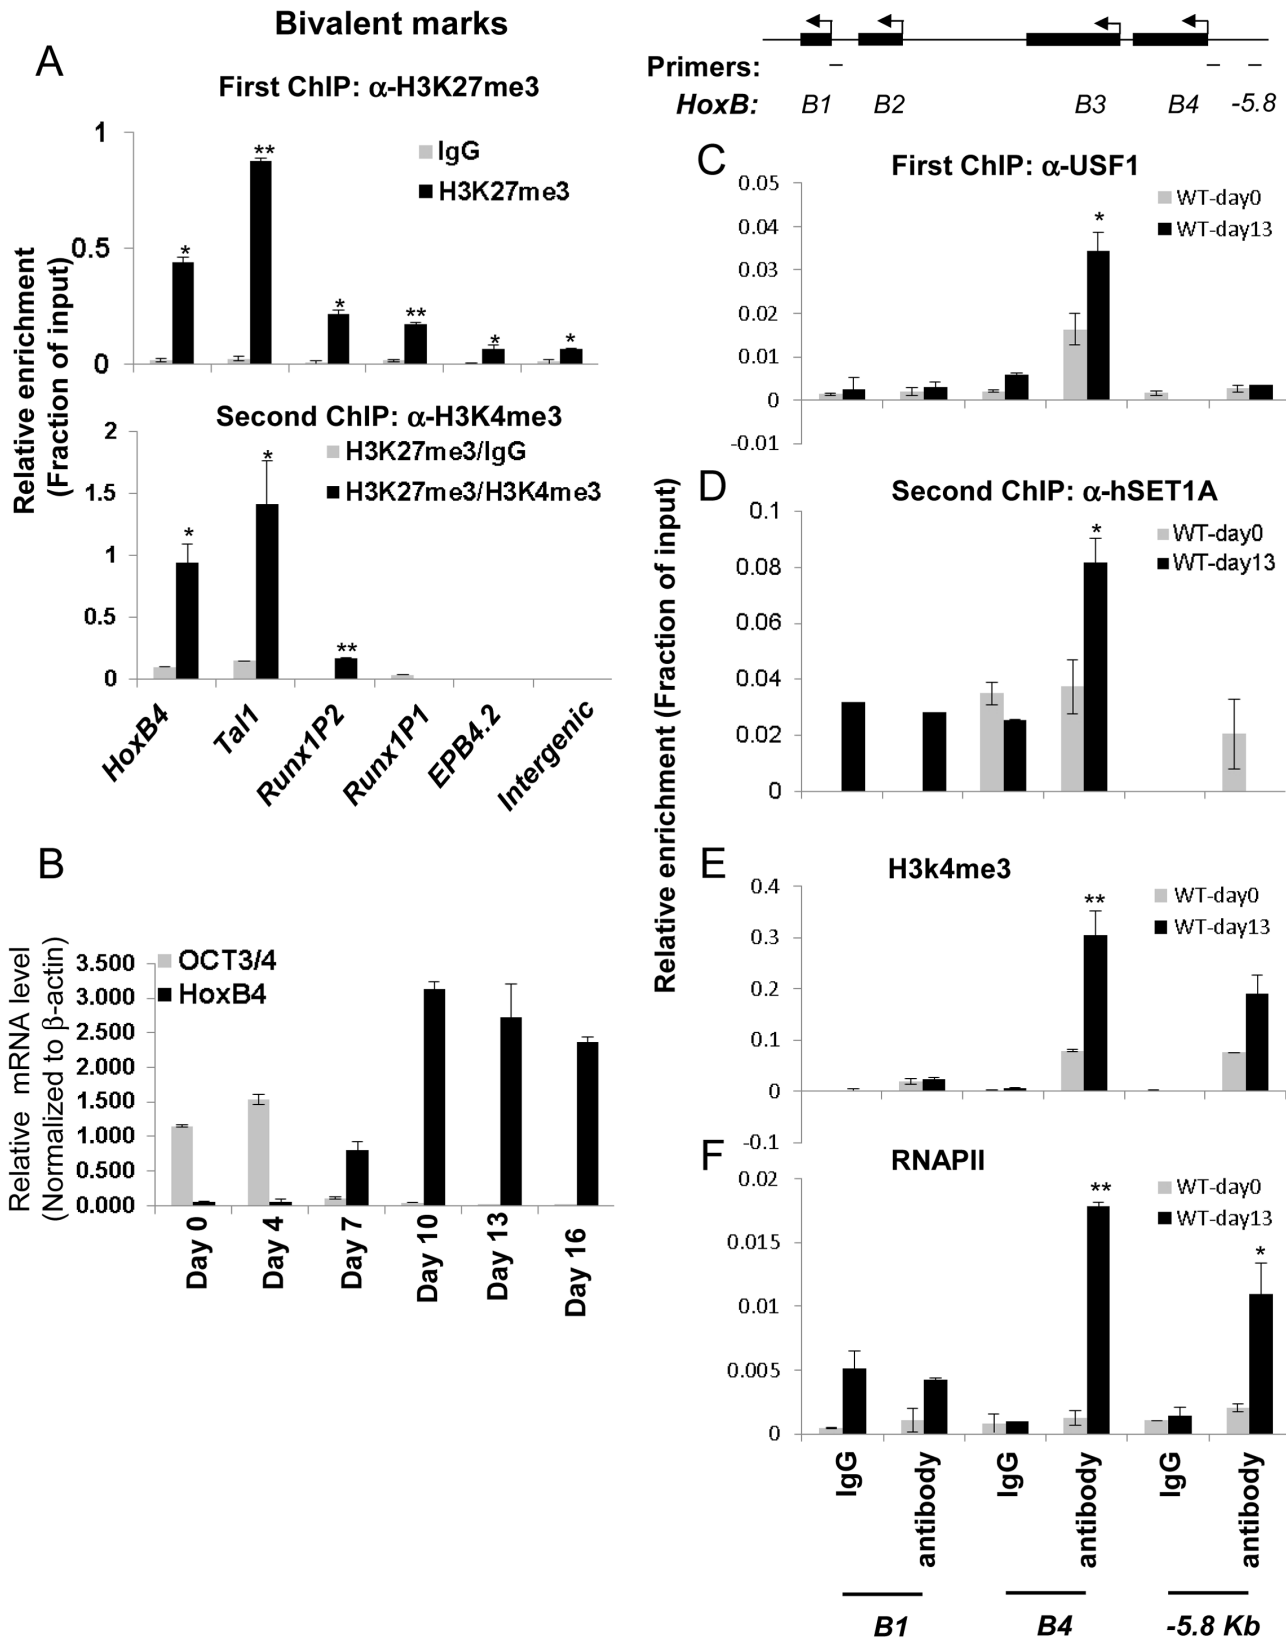 Bivalent marks
A
First ChIP: α-H3K27me3
IgG
H3K27me3
1
0.5
0
** 
*
*
**
*
*
Relative enrichment
(Fraction of input)
Second ChIP: α-H3K4me3
H3K27me3/IgG
H3K27me3/H3K4me3
2
1.5
1
0.5
0
*
*
**
HoxB4
Tal1
Runx1P2
Runx1P1
EPB4.2
Intergenic
B
OCT3/4
HoxB4
Relative mRNA level
(Normalized to β-actin)
3.500
3.000
2.500
2.000
1.500
1.000
0.500
0.000
Day 0
Day 4
Day 7
Day 10
Day 13
Day 16
Primers:
HoxB: B1 B2 B3 B4 -5.8
C
First ChIP: α-USF1
WT-day0
WT-day13
0.05
0.04
0.03
0.02
0.01
0
-0.01
*
Relative enrichment (Fraction of input)
D
Second ChIP: α-hSET1A
WT-day0
WT-day13
0.1
0.08
0.06
0.04
0.02
0
*
E
H3k4me3
WT-day0
WT-day13
0.4
0.3
0.2
0.1
0
-0.1
**
F
RNAPII
WT-day0
WT-day13
0.02
0.015
0.01
0.005
0
**
*
IgG
antibody
IgG
antibody
IgG
antibody
B1
B4
-5.8 Kb